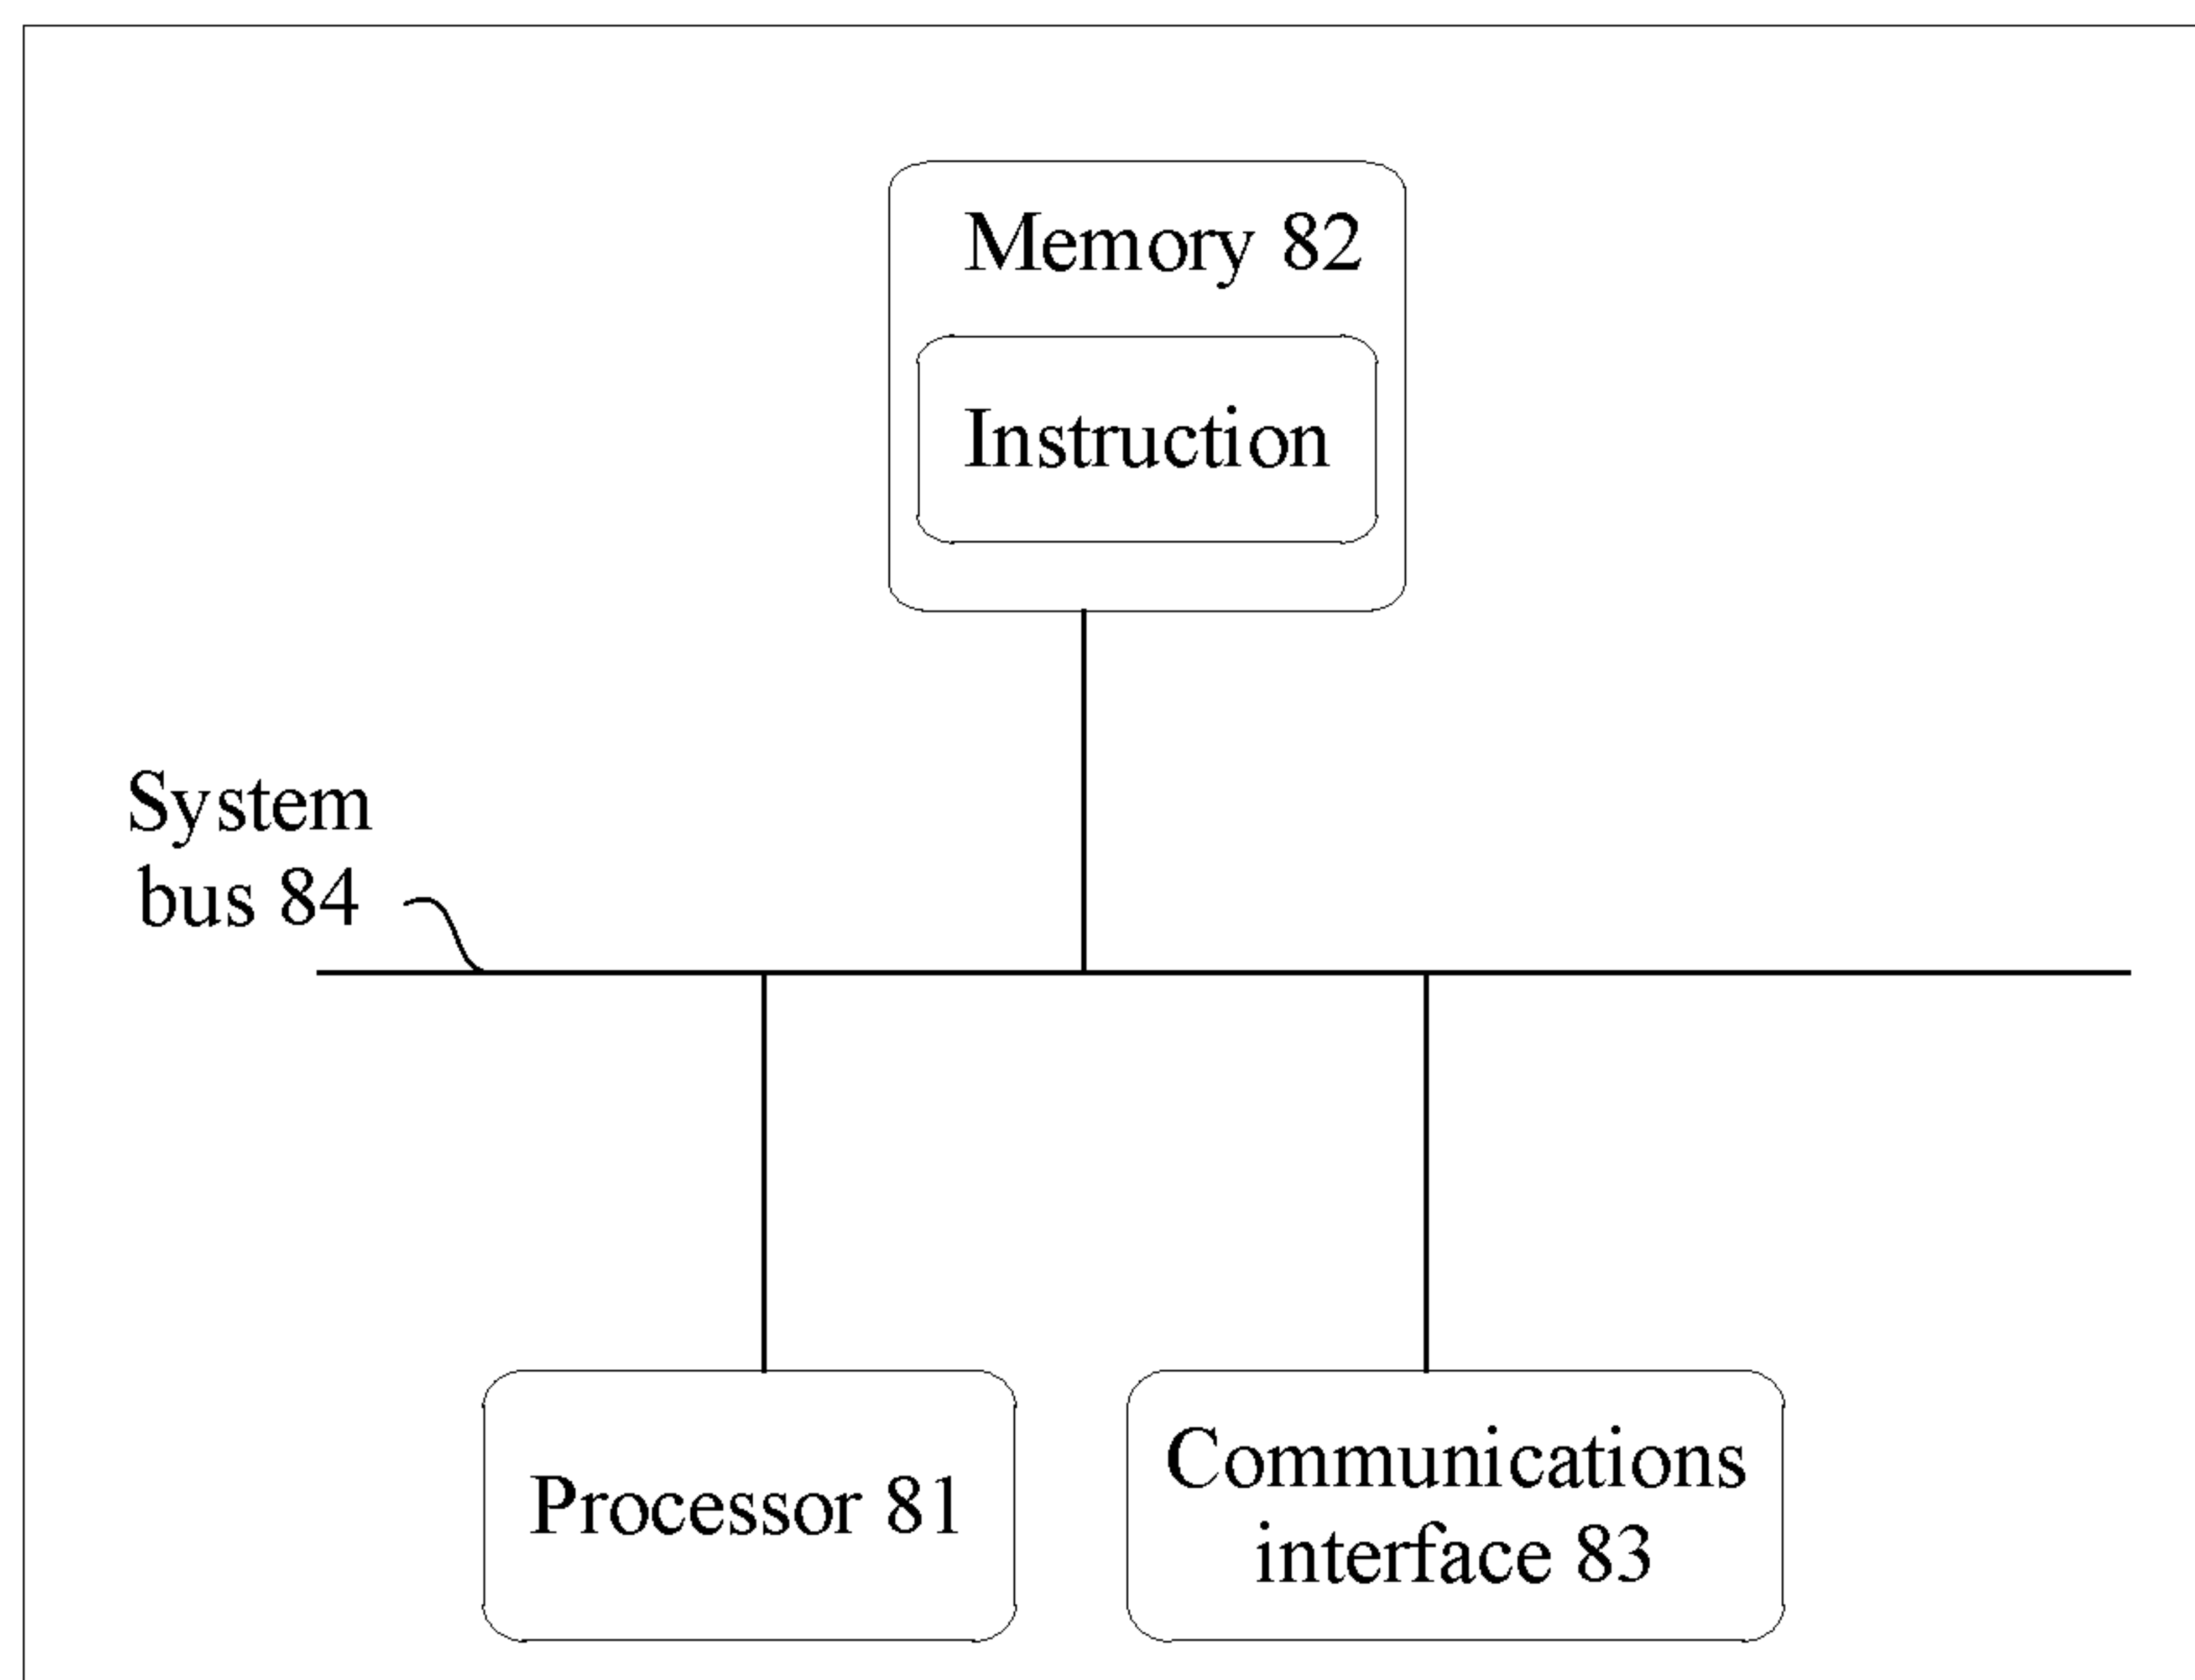 Memory 82
Instruction
System
bus 84
Processor 81
Communications
interface 83